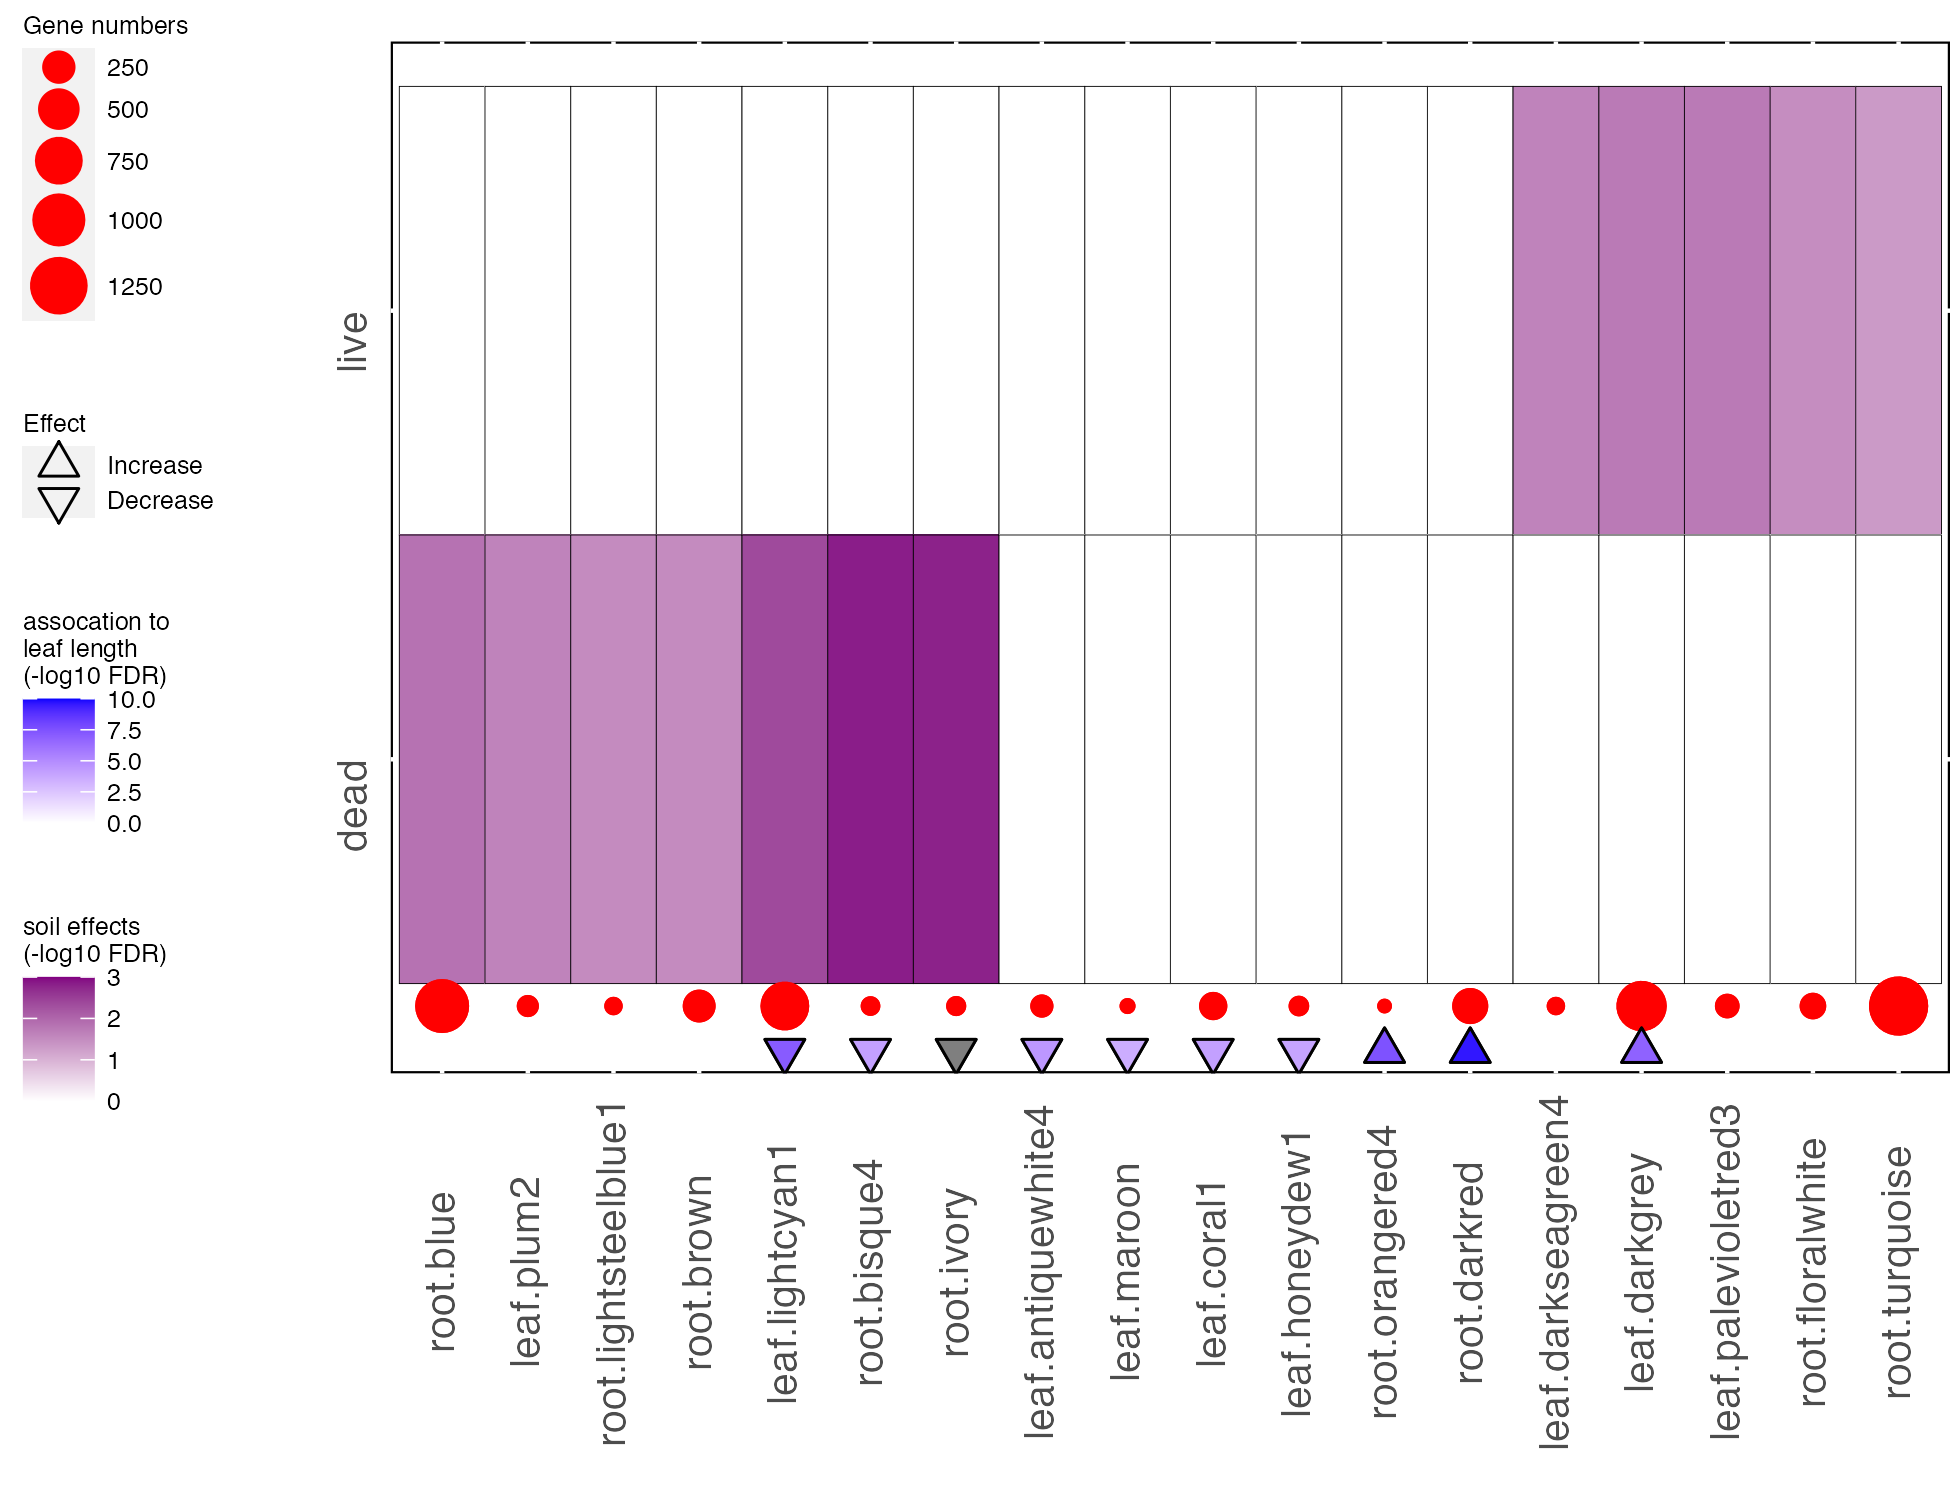 Gene numbers
250
500
750
1000
1250
Effect
Increase
Decrease
assocation to
leaf length
(-log10 FDR)
10.0
7.5
5.0
2.5
0.0
soil effects
(-log10 FDR)
3
2
1
0
live
dead
root.blue
leaf.plum2
root.lightsteelblue1
root.brown
leaf.lightcyan1
root.bisque4
root.ivory
leaf.antiquewhite4
leaf.maroon
leaf.coral1
leaf.honeydew1
root.orangered4
root.darkred
leaf.darkseagreen4
leaf.darkgrey
leaf.palevioletred3
root.floralwhite
root.turquoise